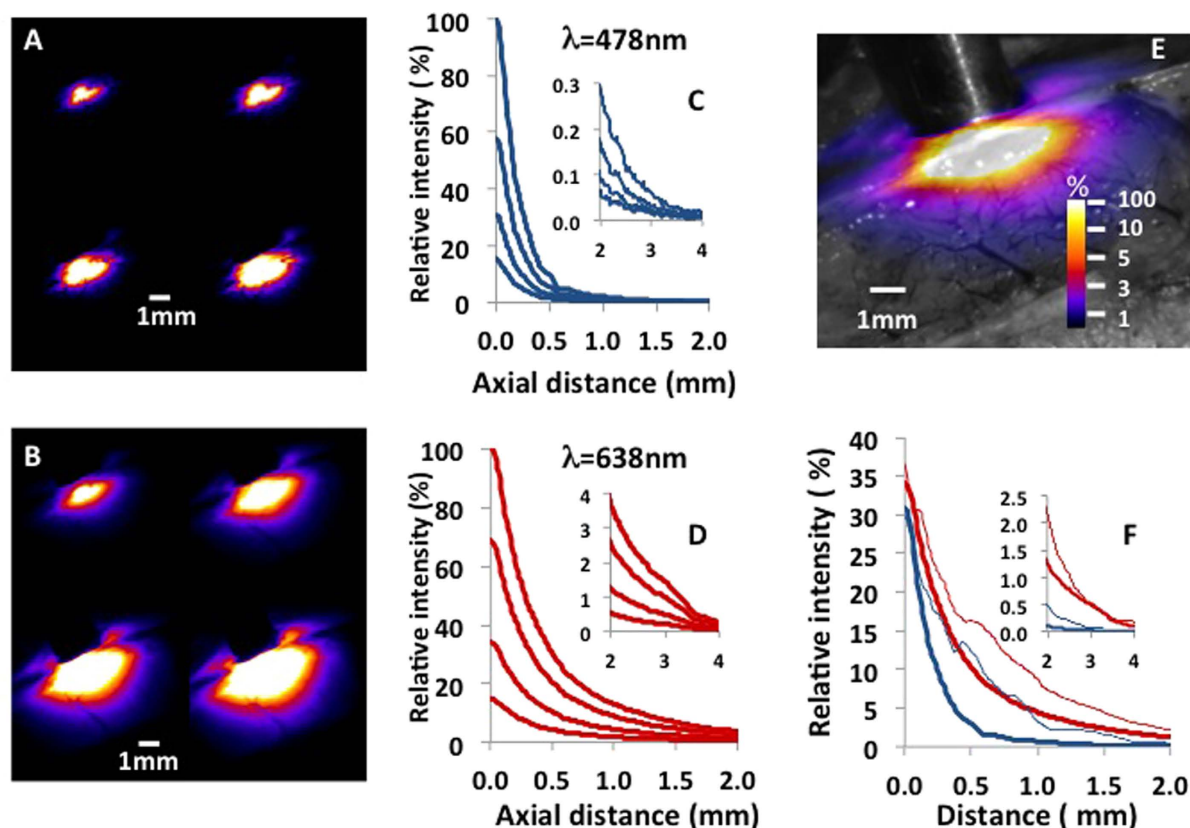 A
1mm
100
80
60
40
20
0
Relative intensity (%)
λ=478nm
C
0.3
0.2
0.1
0.0
2 3 4
0.0 0.5 1.0 1.5 2.0
Axial distance (mm)
E
%
100
10
5
3
1
1mm
B
1mm
100
80
60
40
20
0
Relative intensity (%)
λ=638nm
D
4
3
2
1
0
2 3 4
0.0 0.5 1.0 1.5 2.0
Axial distance (mm)
40
35
30
25
20
15
10
5
0
Relative intensity ( %)
F
2.5
2.0
1.5
1.0
0.5
0.0
2 3 4
0.0 0.5 1.0 1.5 2.0
Distance ( mm)